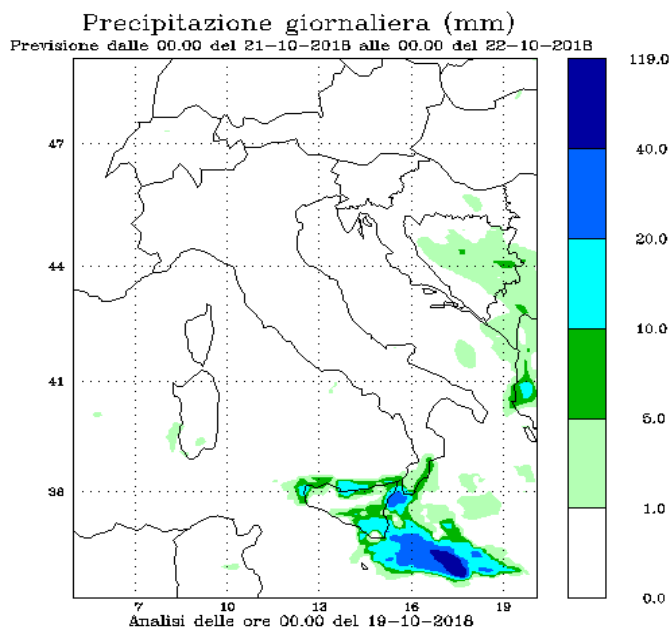 Precipitazione giornaliera (mm)
Previsione dalle 00.00 del 21-10-2018 alle 00.00 del 22-10-2018
119.0
47
40.0
20.0
44
10.0
41
5.0
38
1.0
0.0
7 10 13 16 19
Analisi delle ore 00.00 del 19-10-2018